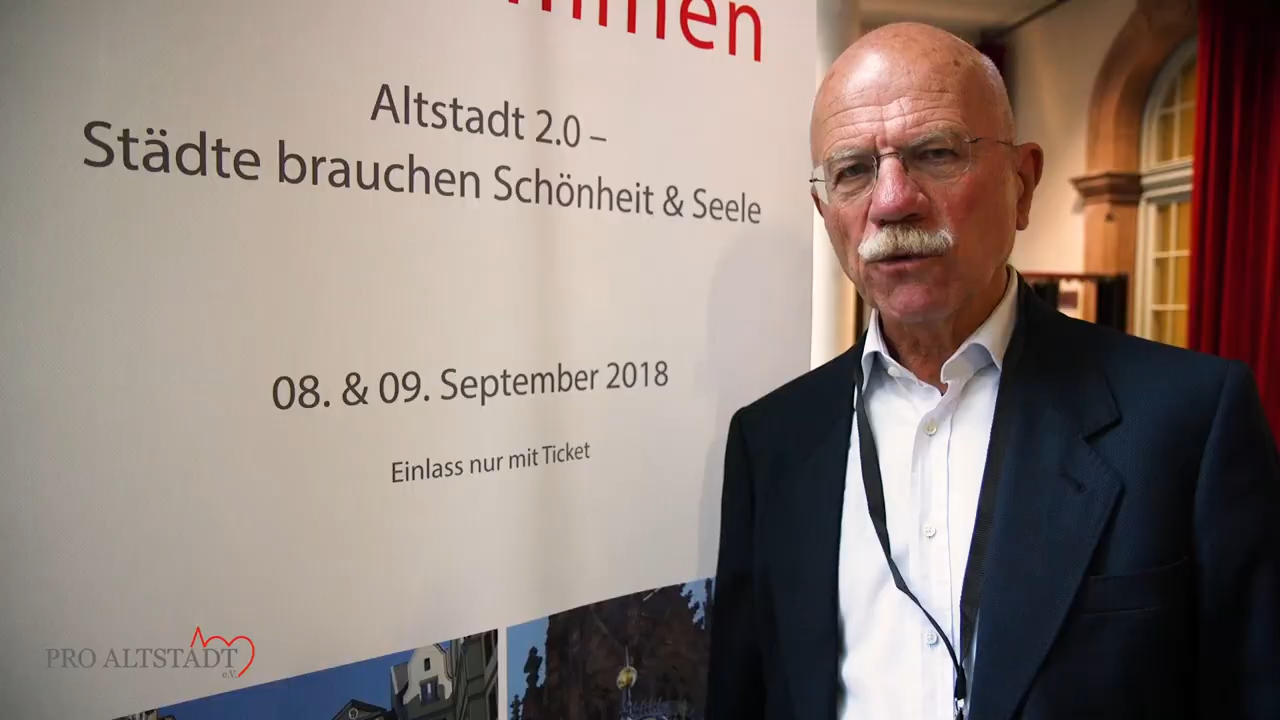 Altstadt 2.0 –
Städte brauchen Schönheit & Seele
08. & 09. September 2018
Einlass nur mit Ticket
PRO ALTSTADT
e.V.